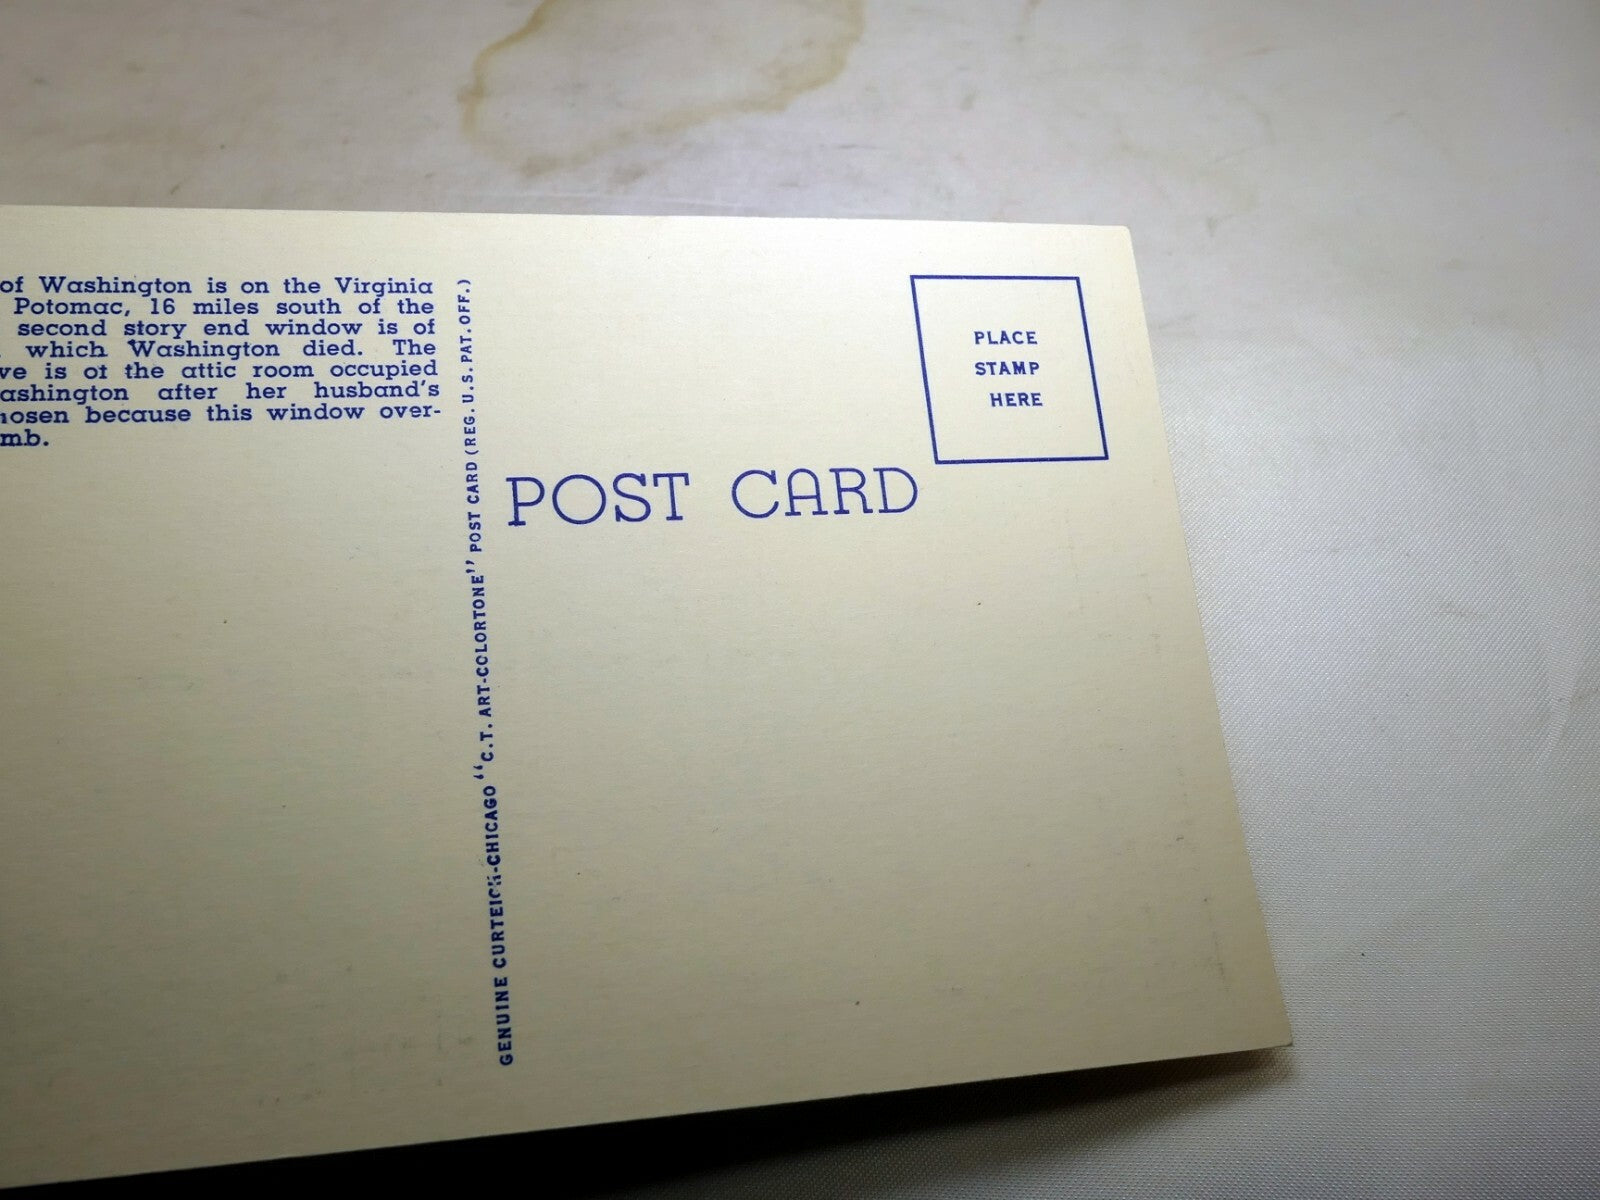 of Washington is on the Virginia
Potomac, 16 miles south of the
second story end window is of
which Washington died. The
ve is ot the attic room occupied
ashington after her husband's
hosen because this window over-
mb.
GENUINE CURTEICH-CHICAGO "C.T. ART-COLORTONE" POST CARD (REG. U.S. PAT. OFF.)
PLACE
STAMP
HERE
POST CARD